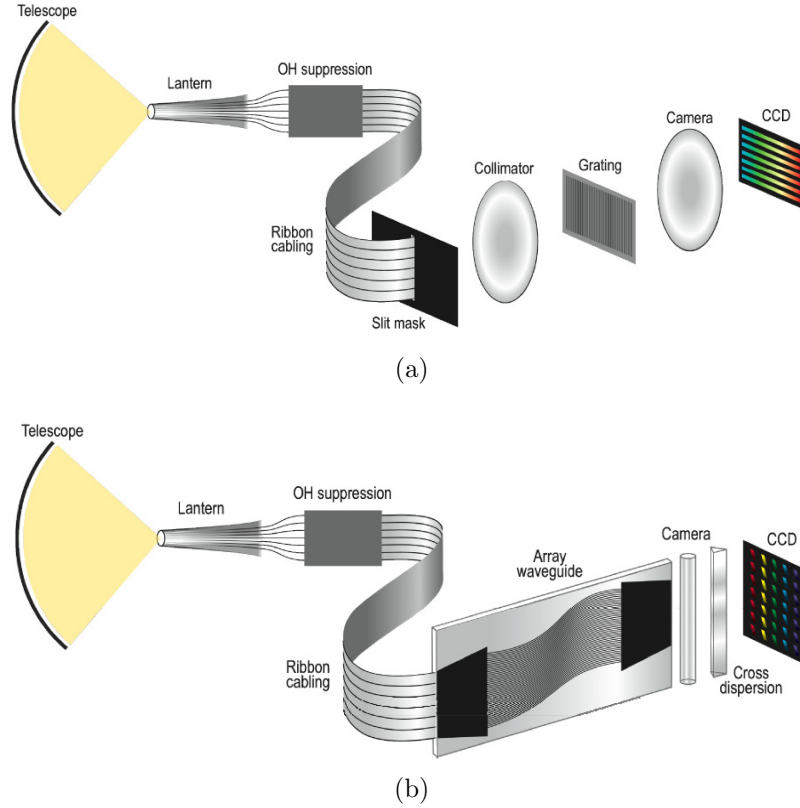 Telescope
Lantern
OH suppression
Ribbon
cabling
Slit mask
Collimator
Grating
Camera
CCD
(a)
Telescope
Lantern
OH suppression
Ribbon
cabling
Array
waveguide
Camera
CCD
Cross
dispersion
(b)